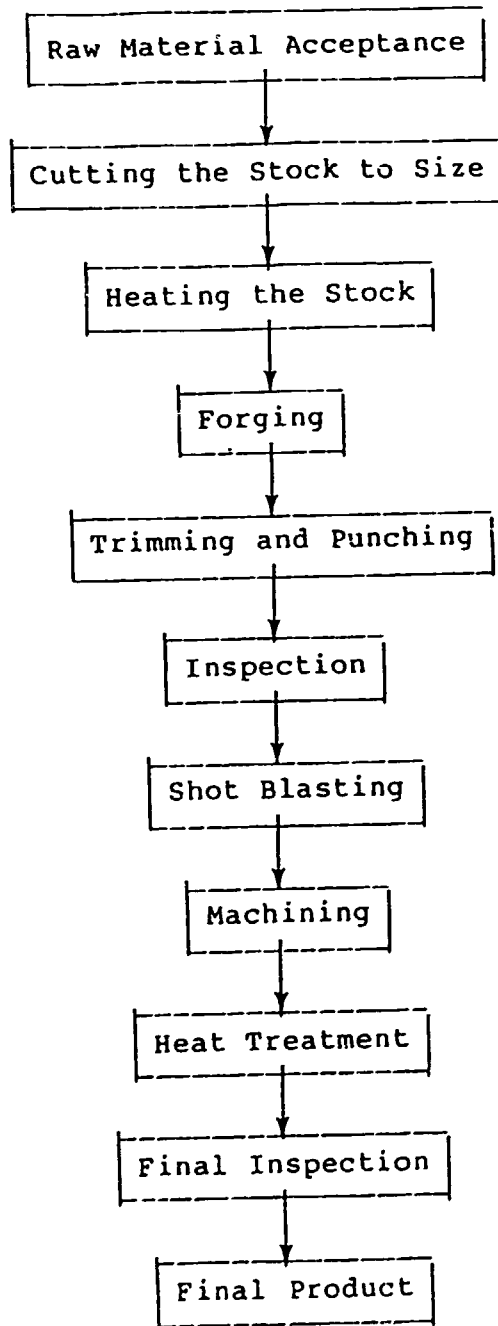 Raw Material Acceptance
Cutting the Stock to Size
Heating the Stock
Forging
Trimming and Punching
Inspection
Shot Blasting
Machining
Heat Treatment
Final Inspection
Final Product